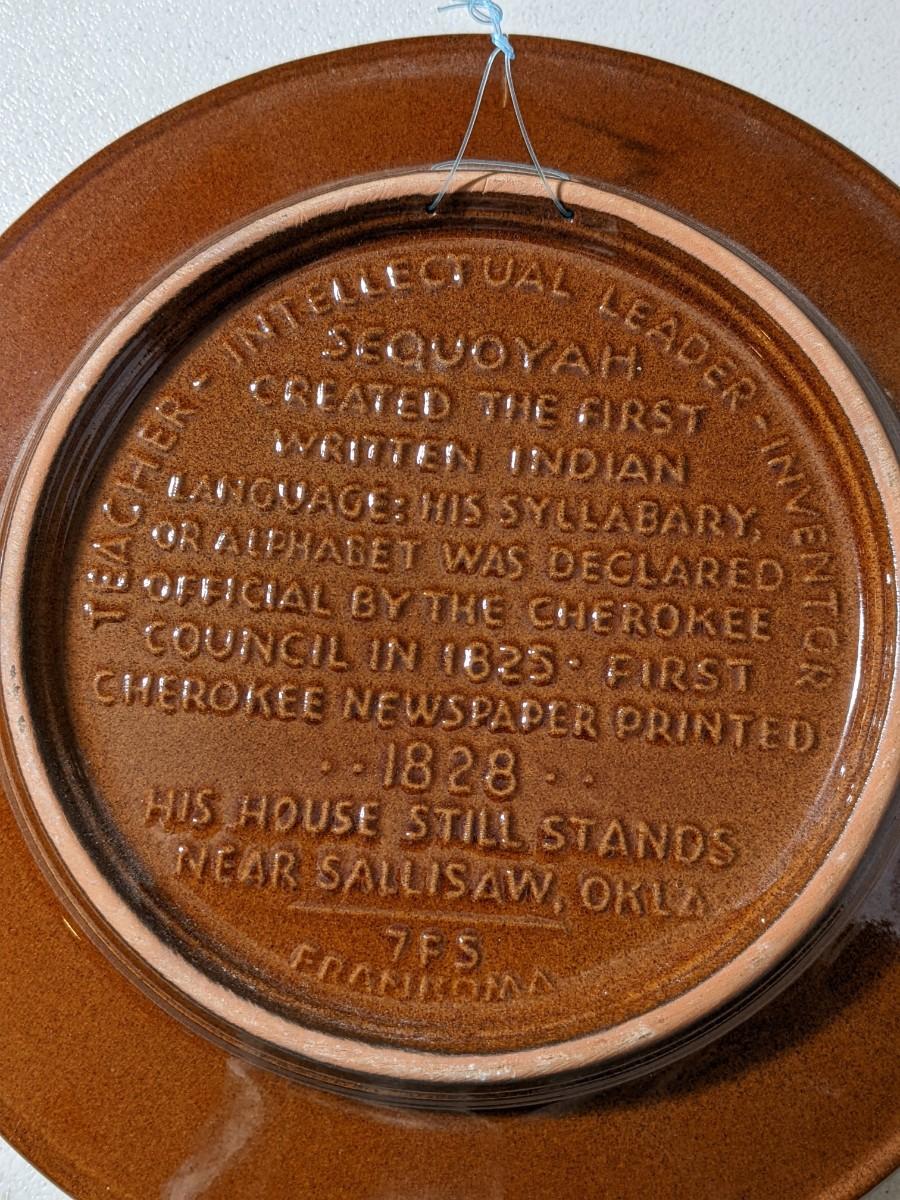 TEACHER - INTELLECTUAL LEADER - INVENTOR
SEQUOYAH
CREATED THE FIRST
WRITTEN INDIAN
LANGUAGE: HIS SYLLABARY,
OR ALPHABET WAS DECLARED
OFFICIAL BY THE CHEROKEE
COUNCIL IN 1825 · FIRST
CHEROKEE NEWSPAPER PRINTED
· · 1828 · ·
HIS HOUSE STILL STANDS
NEAR SALLISAW, OKLA
7FS
FRANKOMA